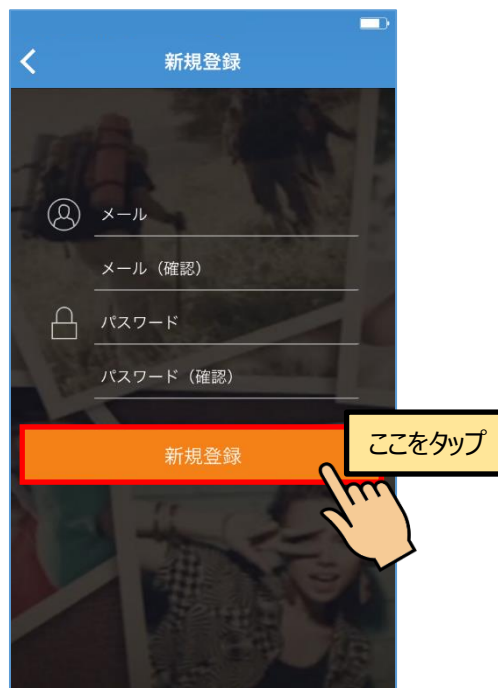 新規登録
メール
メール（確認）
パスワード
パスワード（確認）
新規登録
ここをタップ